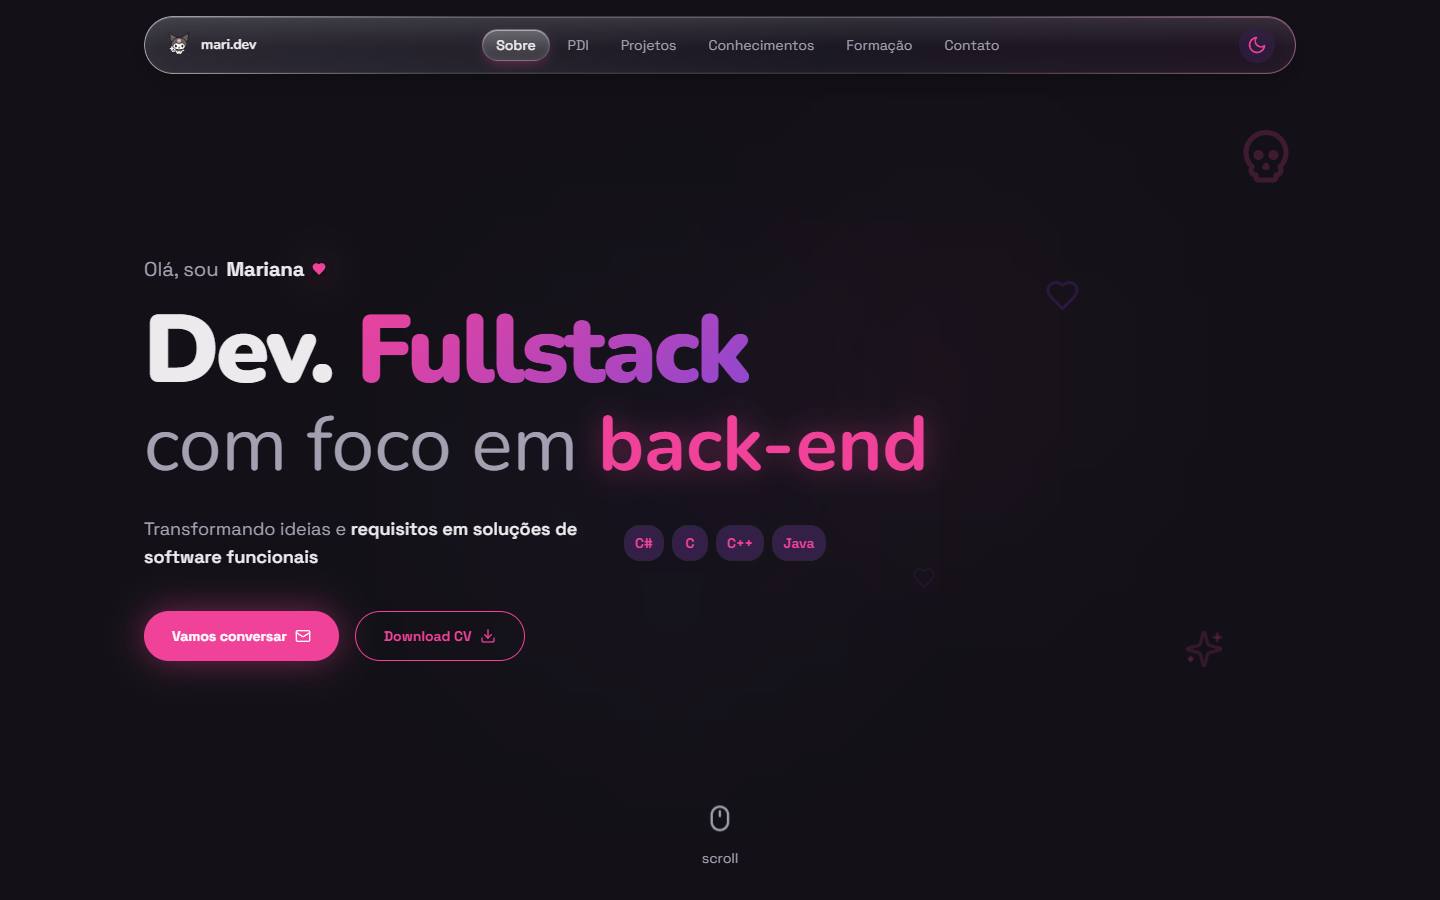 mari.dev
Sobre
PDI
Projetos
Conhecimentos
Formação
Contato
Olá, sou Mariana
Dev. Fullstack
com foco em back-end
Transformando ideias e requisitos em soluções de
software funcionais
C#
C
C++
Java
Vamos conversar
Download CV
scroll